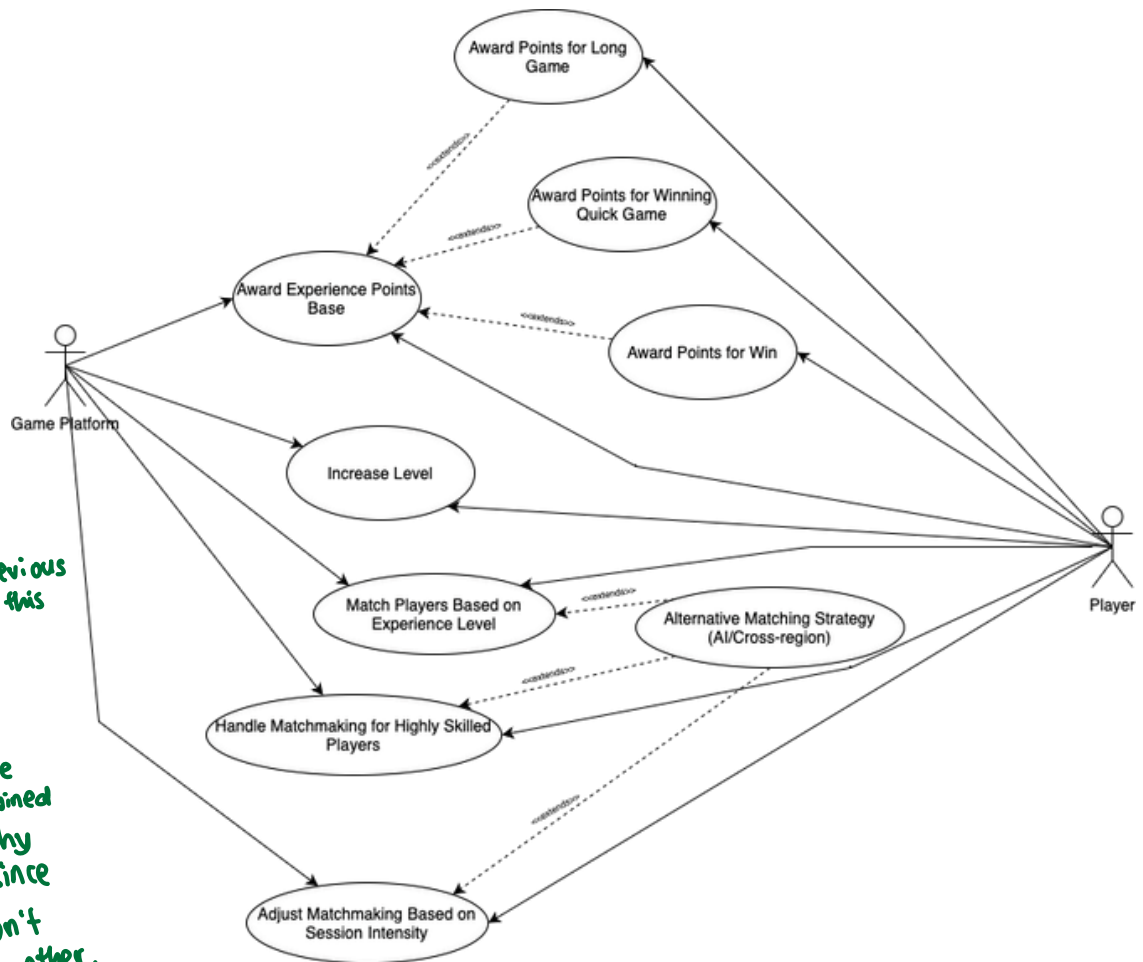 Award Points for Long
Game
<<extends>>
Award Points for Winning
Quick Game
<<extends>>
Award Experience Points
Base
<<extends>>
Award Points for Win
Game Platform
Increase Level
Player
Match Players Based on
Experience Level
<<extends>>
Alternative Matching Strategy
(AI/Cross-region)
<<extends>>
Handle Matchmaking for Highly Skilled
Players
<<extends>>
Adjust Matchmaking Based on
Session Intensity
evious
this
e
ined
hy
ince
n't
other.